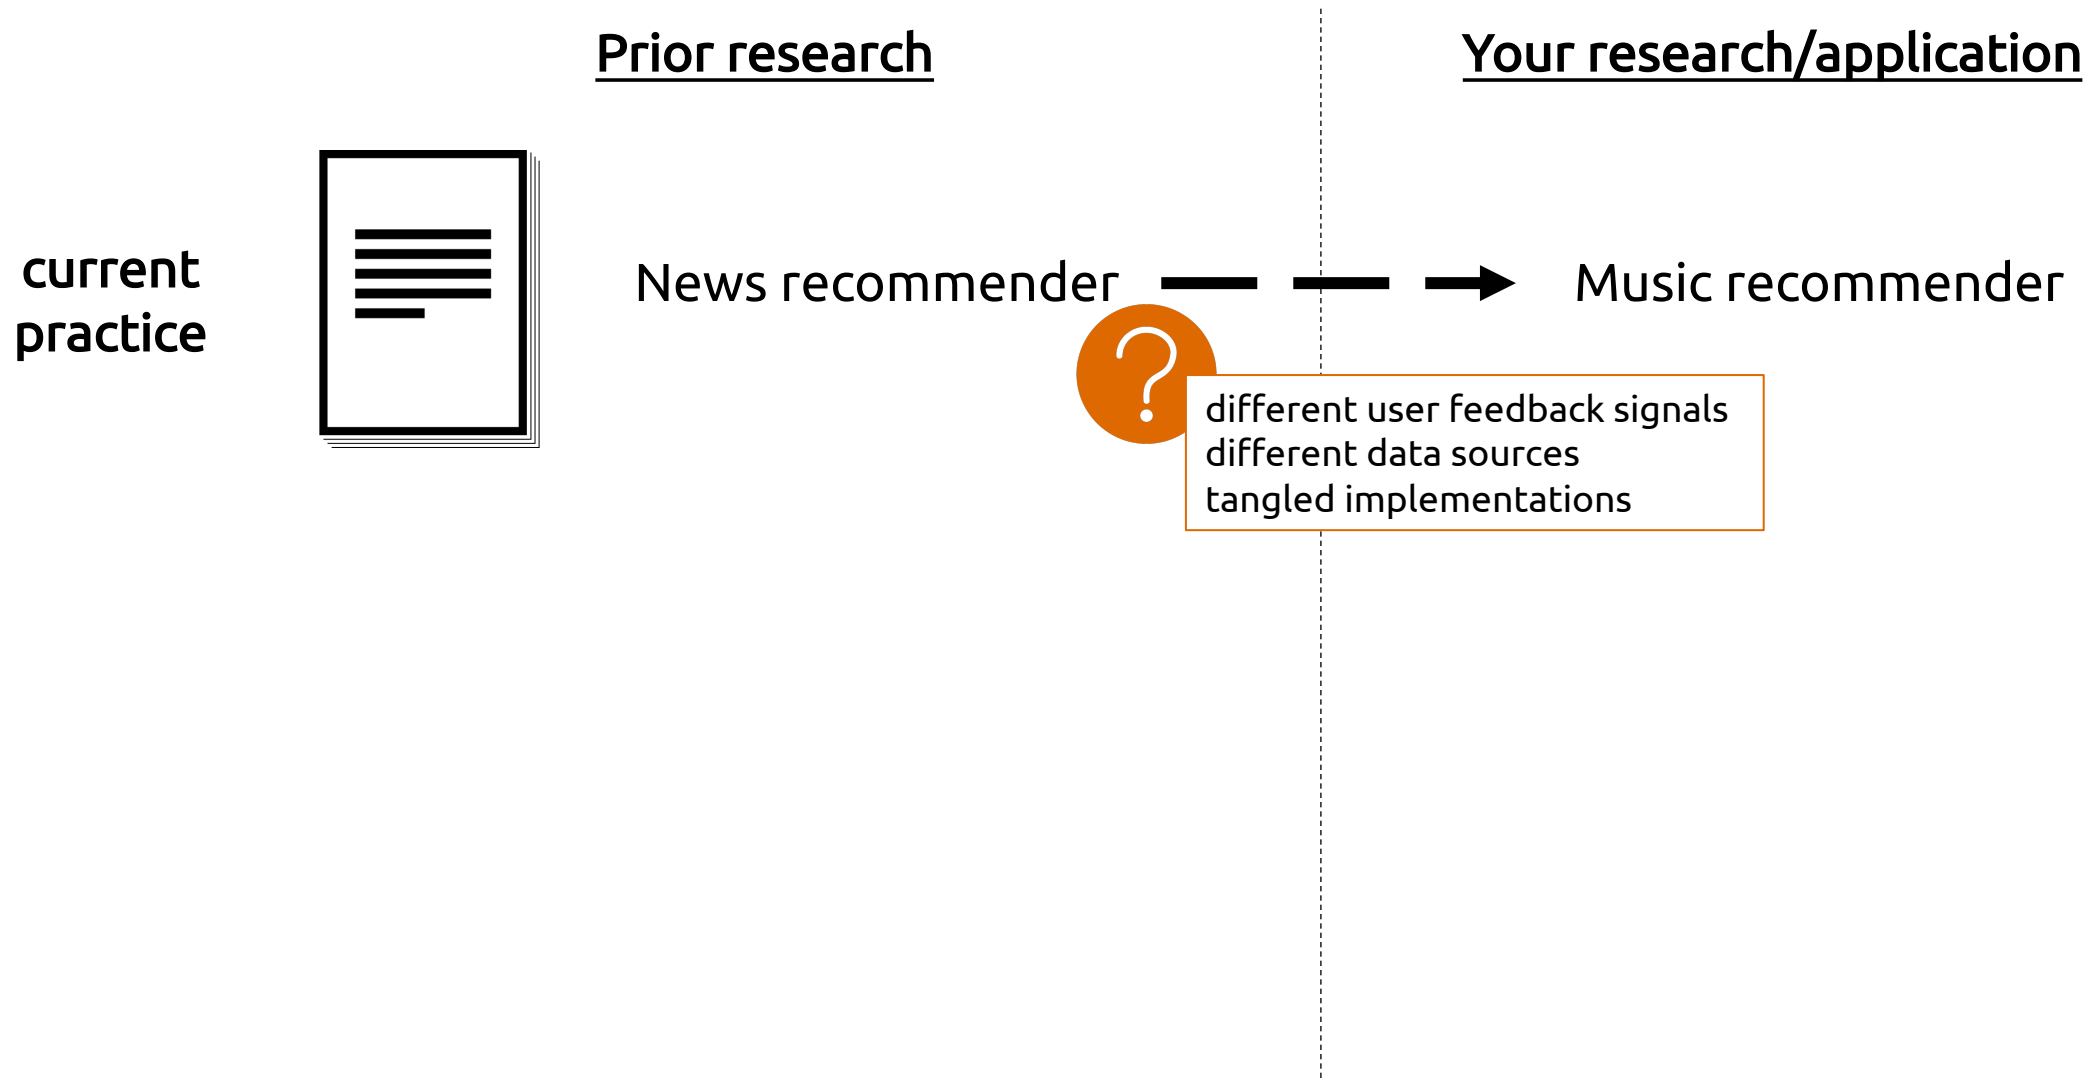 Prior research
Your research/application
current
practice
News recommender
Music recommender
?
different user feedback signals
different data sources
tangled implementations